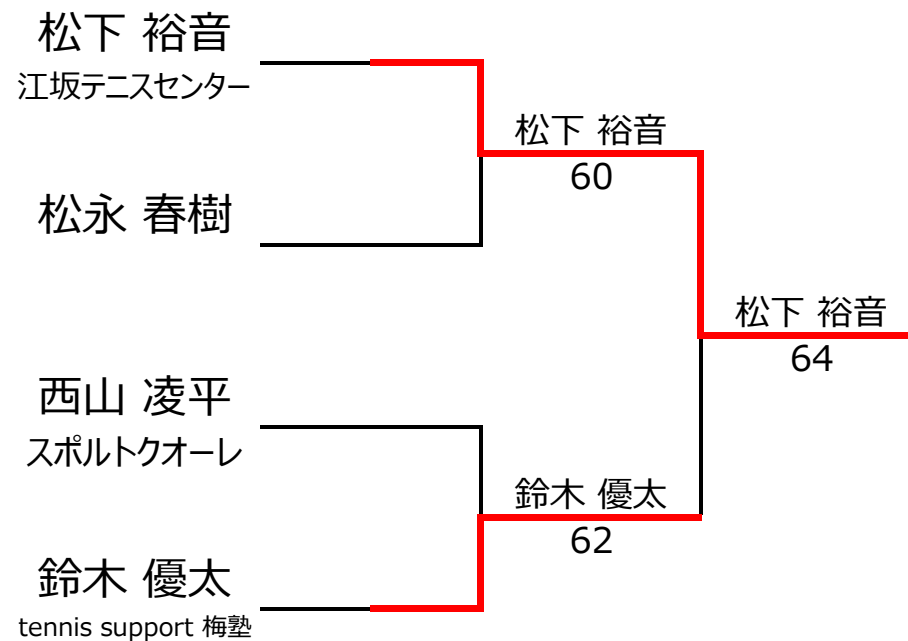 松下 裕音
江坂テニスセンター
松下 裕音
60
松永 春樹
松下 裕音
64
西山 凌平
スポルトクオーレ
鈴木 優太
62
鈴木 優太
tennis support 梅塾